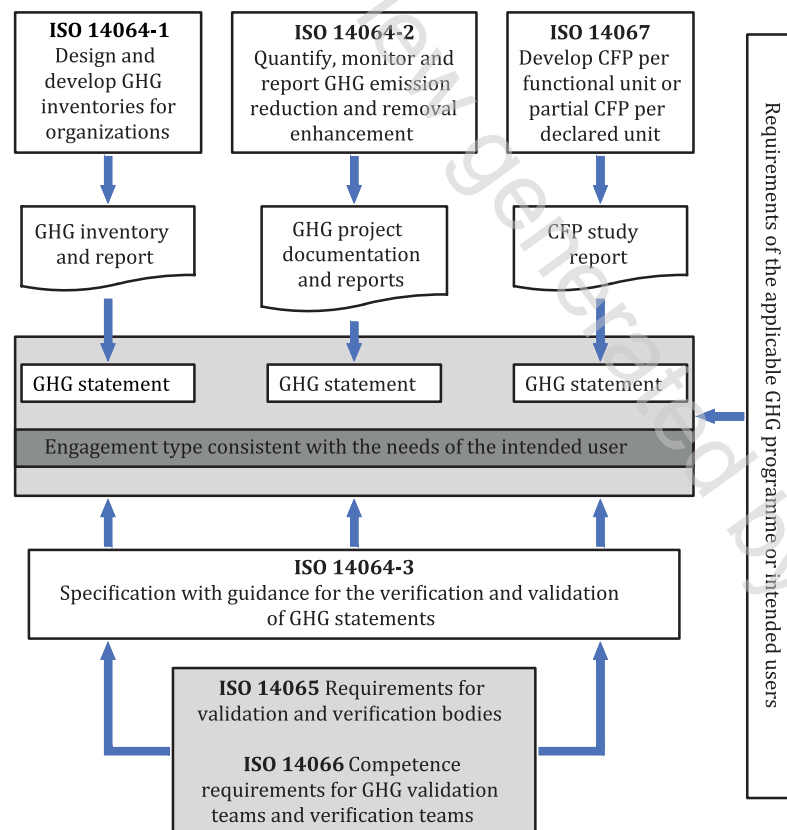 ISO 14064-1
Design and
develop GHG
inventories for
organizations
ISO 14064-2
Quantify, monitor and
report GHG emission
reduction and removal
enhancement
ISO 14067
Develop CFP per
functional unit or
partial CFP per
declared unit
GHG inventory
and report
GHG project
documentation
and reports
CFP study
report
GHG statement
GHG statement
GHG statement
Engagement type consistent with the needs of the intended user
ISO 14064-3
Specification with guidance for the verification and validation
of GHG statements
ISO 14065 Requirements for
validation and verification bodies
ISO 14066 Competence
requirements for GHG validation
teams and verification teams
Requirements of the applicable GHG programme or intended users
generated by